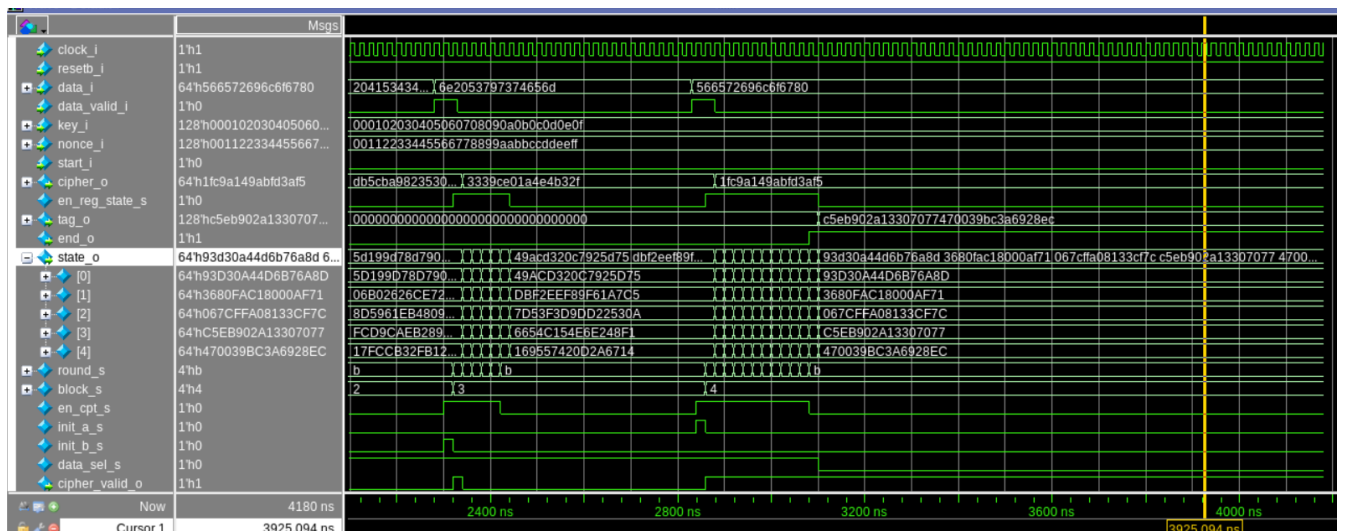 Msgs
clock_i 1'h1
resetb_i 1'h1
data_i 64'h566572696c6f6780 204153434... 6e2053797374656d 566572696c6f6780
data_valid_i 1'h0
key_i 128'h000102030405060... 000102030405060708090a0b0c0d0e0f
nonce_i 128'h001122334455667... 00112233445566778899aabbccddeeff
start_i 1'h0
cipher_o 64'h1fc9a149abfd3af5 db5cba9823530... 3339ce01a4e4b32f 1fc9a149abfd3af5
en_reg_state_s 1'h0
tag_o 128'hc5eb902a1330707... 00000000000000000000000000000000 c5eb902a13307077470039bc3a6928ec
end_o 1'h1
state_o 64'h93d30a44d6b76a8d 6... 5d199d78d790... 49acd320c7925d75 dbf2eef89f... 93d30a44d6b76a8d 3680fac18000af71 067cffa08133cf7c c5eb902a13307077 4700...
[0] 64'h93D30A44D6B76A8D 5D199D78D790... 49ACD320C7925D75 93D30A44D6B76A8D
[1] 64'h3680FAC18000AF71 06B02626CE72... DBF2EEF89F61A7C5 3680FAC18000AF71
[2] 64'h067CFFA08133CF7C 8D5961EB4809... 7D53F3D9DD22530A 067CFFA08133CF7C
[3] 64'hC5EB902A13307077 FCD9CAEB289... 6654C154E6E248F1 C5EB902A13307077
[4] 64'h470039BC3A6928EC 17FCCB32FB12... 169557420D2A6714 470039BC3A6928EC
round_s 4'hb b b b
block_s 4'h4 2 3 4
en_cpt_s 1'h0
init_a_s 1'h0
init_b_s 1'h0
data_sel_s 1'h0
cipher_valid_o 1'h1
Now 4180 ns 2400 ns 2800 ns 3200 ns 3600 ns 4000 ns
Cursor 1 3925.094 ns 3925.094 ns